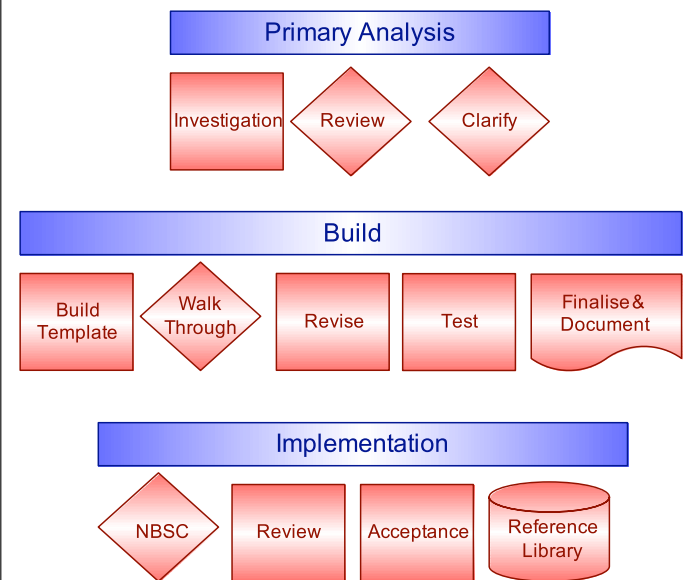 Primary Analysis
Investigation
Review
Clarify
Build
Build
Template
Walk
Through
Revise
Test
Finalise &
Document
Implementation
NBSC
Review
Acceptance
Reference
Library